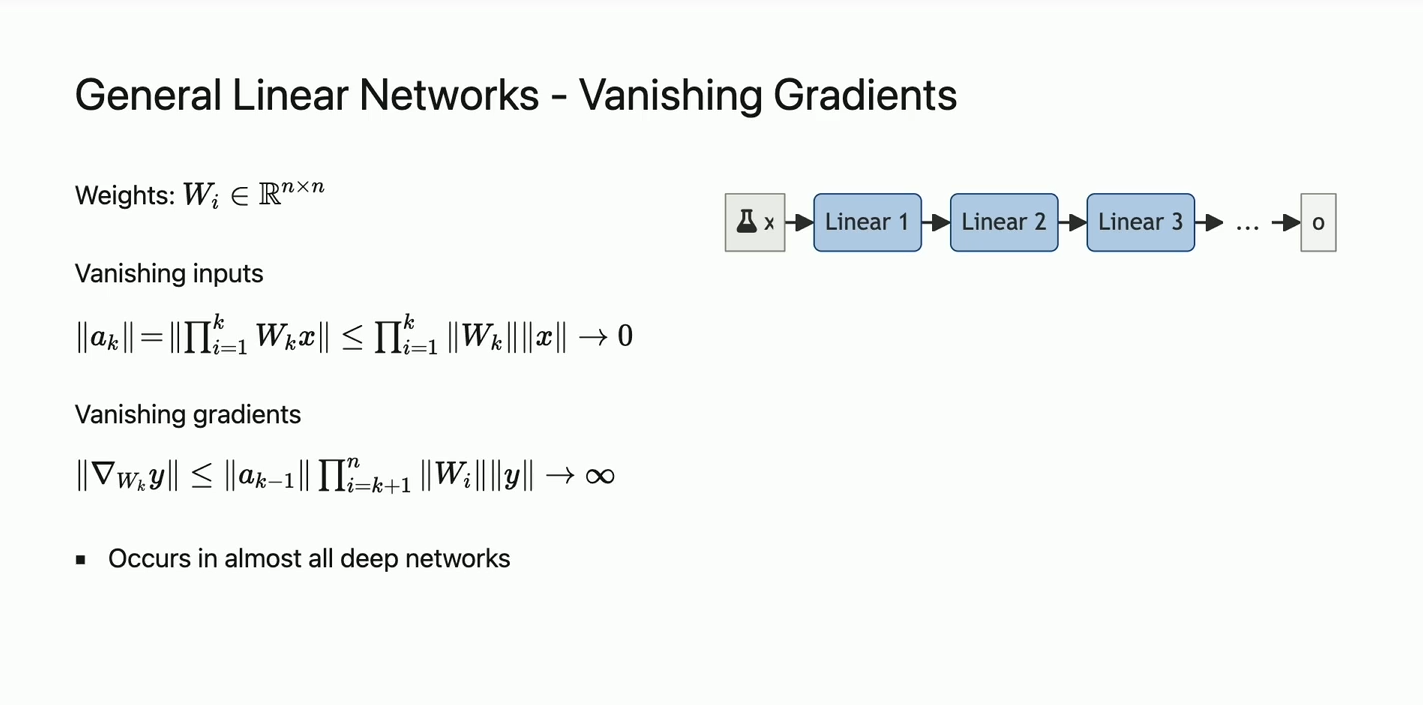 General Linear Networks - Vanishing Gradients
Weights: $W_i \in \mathbb{R}^{n \times n}$
x Linear 1 Linear 2 Linear 3 ... o
Vanishing inputs
$\|a_k\| = \|\prod_{i=1}^{k} W_k x\| \leq \prod_{i=1}^{k} \|W_k\| \|x\| \to 0$
Vanishing gradients
$\|\nabla_{W_k} y\| \leq \|a_{k-1}\| \prod_{i=k+1}^{n} \|W_i\| \|y\| \to \infty$
▪ Occurs in almost all deep networks